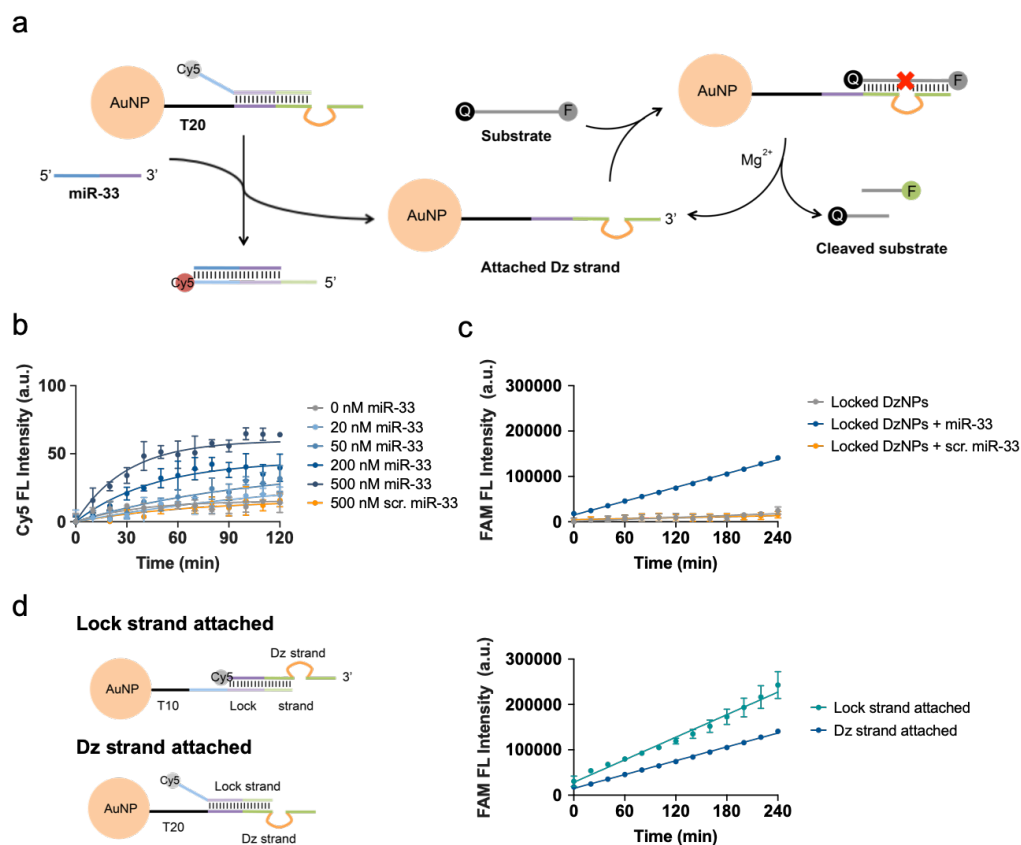 a
Cy5
AuNP
T20
5’
3’
miR-33
Cy5
5’
Q
F
Substrate
AuNP
3’
Attached Dz strand
AuNP
Q
F
Mg2+
F
Q
Cleaved substrate
b
Cy5 FL Intensity (a.u.)
100
50
0
0
30
60
90
120
Time (min)
0 nM miR-33
20 nM miR-33
50 nM miR-33
200 nM miR-33
500 nM miR-33
500 nM scr. miR-33
c
FAM FL Intensity (a.u.)
300000
200000
100000
0
0
60
120
180
240
Time (min)
Locked DzNPs
Locked DzNPs + miR-33
Locked DzNPs + scr. miR-33
d
Lock strand attached
Dz strand
Cy5
3’
AuNP
T10
Lock
strand
Dz strand attached
Cy5
Lock strand
AuNP
T20
Dz strand
FAM FL Intensity (a.u.)
300000
200000
100000
0
0
60
120
180
240
Time (min)
Lock strand attached
Dz strand attached